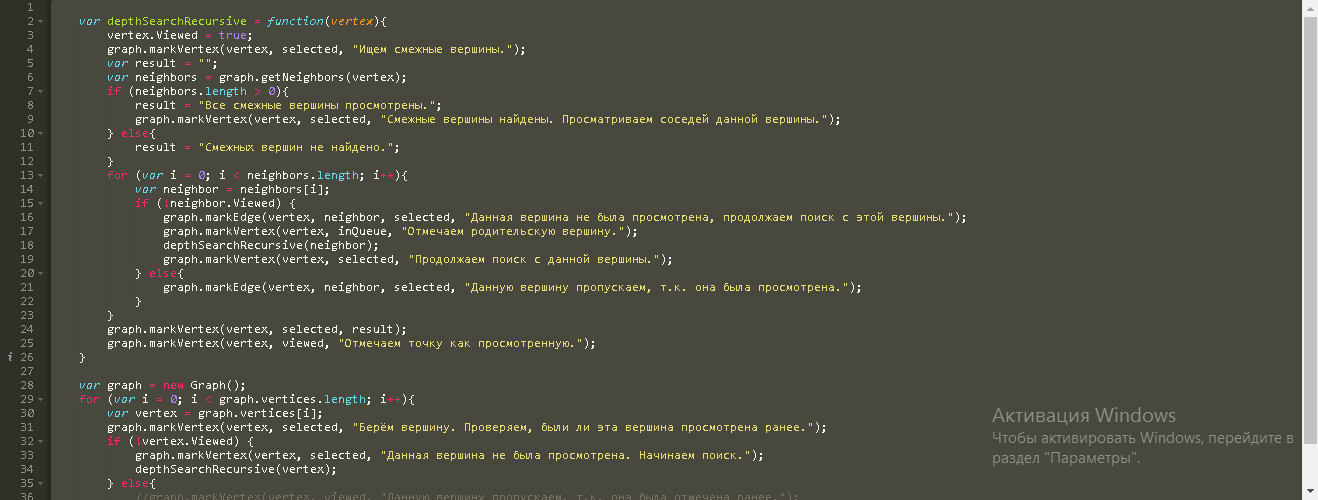 1
2 var depthSearchRecursive = function(vertex){
3 vertex.Viewed = true;
4 graph.markVertex(vertex, selected, "Ищем смежные вершины.");
5 var result = "";
6 var neighbors = graph.getNeighbors(vertex);
7 if (neighbors.length > 0){
8 result = "Все смежные вершины просмотрены.";
9 graph.markVertex(vertex, selected, "Смежные вершины найдены. Просматриваем соседей данной вершины.");
10 } else{
11 result = "Смежных вершин не найдено.";
12 }
13 for (var i = 0; i < neighbors.length; i++){
14 var neighbor = neighbors[i];
15 if (!neighbor.Viewed) {
16 graph.markEdge(vertex, neighbor, selected, "Данная вершина не была просмотрена, продолжаем поиск с этой вершины.");
17 graph.markVertex(vertex, inQueue, "Отмечаем родительскую вершину.");
18 depthSearchRecursive(neighbor);
19 graph.markVertex(vertex, selected, "Продолжаем поиск с данной вершины.");
20 } else{
21 graph.markEdge(vertex, neighbor, selected, "Данную вершину пропускаем, т.к. она была просмотрена.");
22 }
23 }
24 graph.markVertex(vertex, selected, result);
25 graph.markVertex(vertex, viewed, "Отмечаем точку как просмотренную.");
i 26 }
27
28 var graph = new Graph();
29 for (var i = 0; i < graph.vertices.length; i++){
30 var vertex = graph.vertices[i];
31 graph.markVertex(vertex, selected, "Берём вершину. Проверяем, были ли эта вершина просмотрена ранее.");
32 if (!vertex.Viewed) {
33 graph.markVertex(vertex, selected, "Данная вершина не была просмотрена. Начинаем поиск.");
34 depthSearchRecursive(vertex);
35 } else{
36 //graph.markVertex(vertex, viewed, "Данную вершину пропускаем, т.к. она была отмечена ранее.");
Активация Windows
Чтобы активировать Windows, перейдите в
раздел "Параметры".